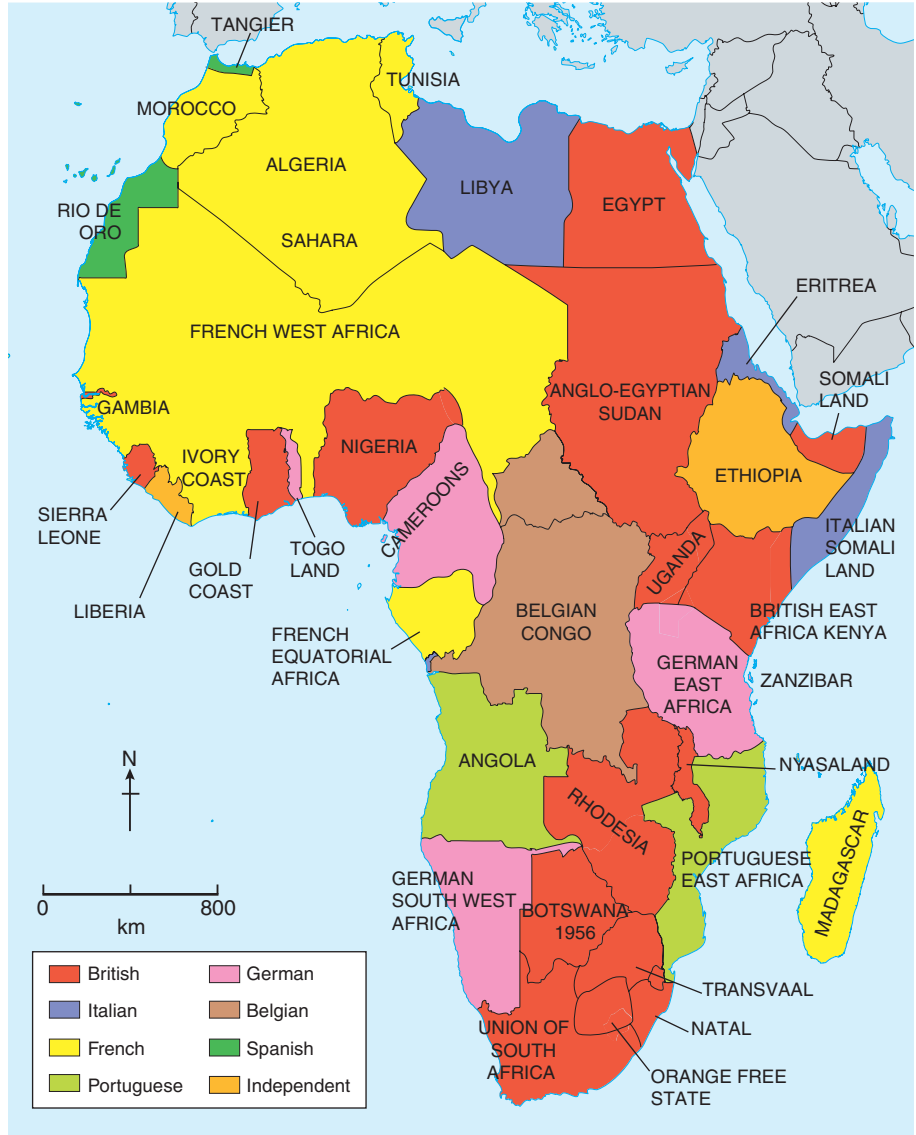 TANGIER
TUNISIA
MOROCCO
ALGERIA
LIBYA
EGYPT
RIO DE
ORO
SAHARA
ERITREA
FRENCH WEST AFRICA
SOMALI
LAND
ANGLO-EGYPTIAN
SUDAN
GAMBIA
NIGERIA
IVORY
COAST
ETHIOPIA
SIERRA
LEONE
CAMEROONS
ITALIAN
SOMALI
LAND
TOGO
LAND
UGANDA
GOLD
COAST
LIBERIA
BELGIAN
CONGO
BRITISH EAST
AFRICA KENYA
FRENCH
EQUATORIAL
AFRICA
GERMAN
EAST
AFRICA
ZANZIBAR
N
ANGOLA
NYASALAND
RHODESIA
MADAGASCAR
PORTUGUESE
EAST AFRICA
GERMAN
SOUTH WEST
AFRICA
0 800
km
BOTSWANA
1956
TRANSVAAL
NATAL
UNION OF
SOUTH
AFRICA
ORANGE FREE
STATE
British
German
Italian
Belgian
French
Spanish
Portuguese
Independent